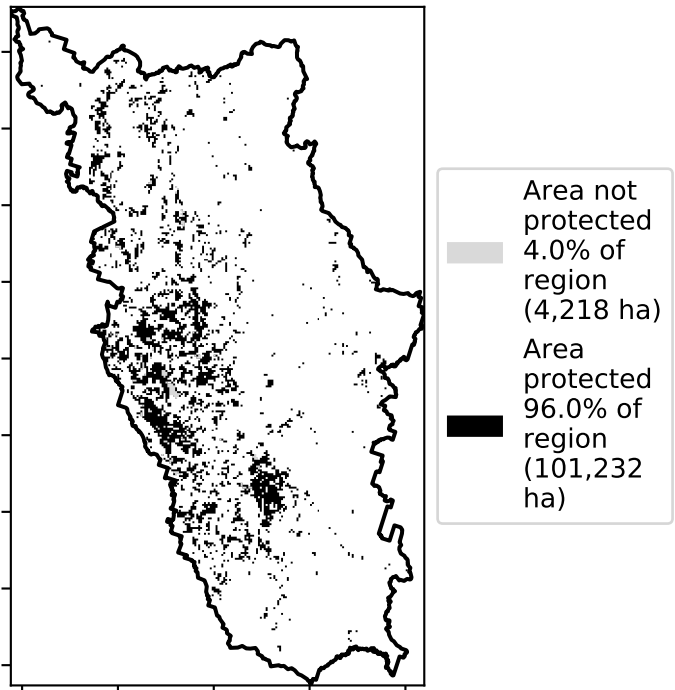 Area not
protected
4.0% of
region
(4,218 ha)
Area
protected
96.0% of
region
(101,232
ha)